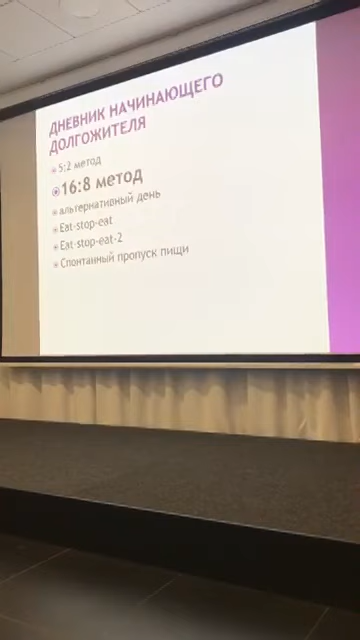 ДНЕВНИК НАЧИНАЮЩЕГО
ДОЛГОЖИТЕЛЯ
5:2 метод
16:8 метод
альтернативный день
Eat-stop-eat
Eat-stop-eat-2
Спонтанный пропуск пищи